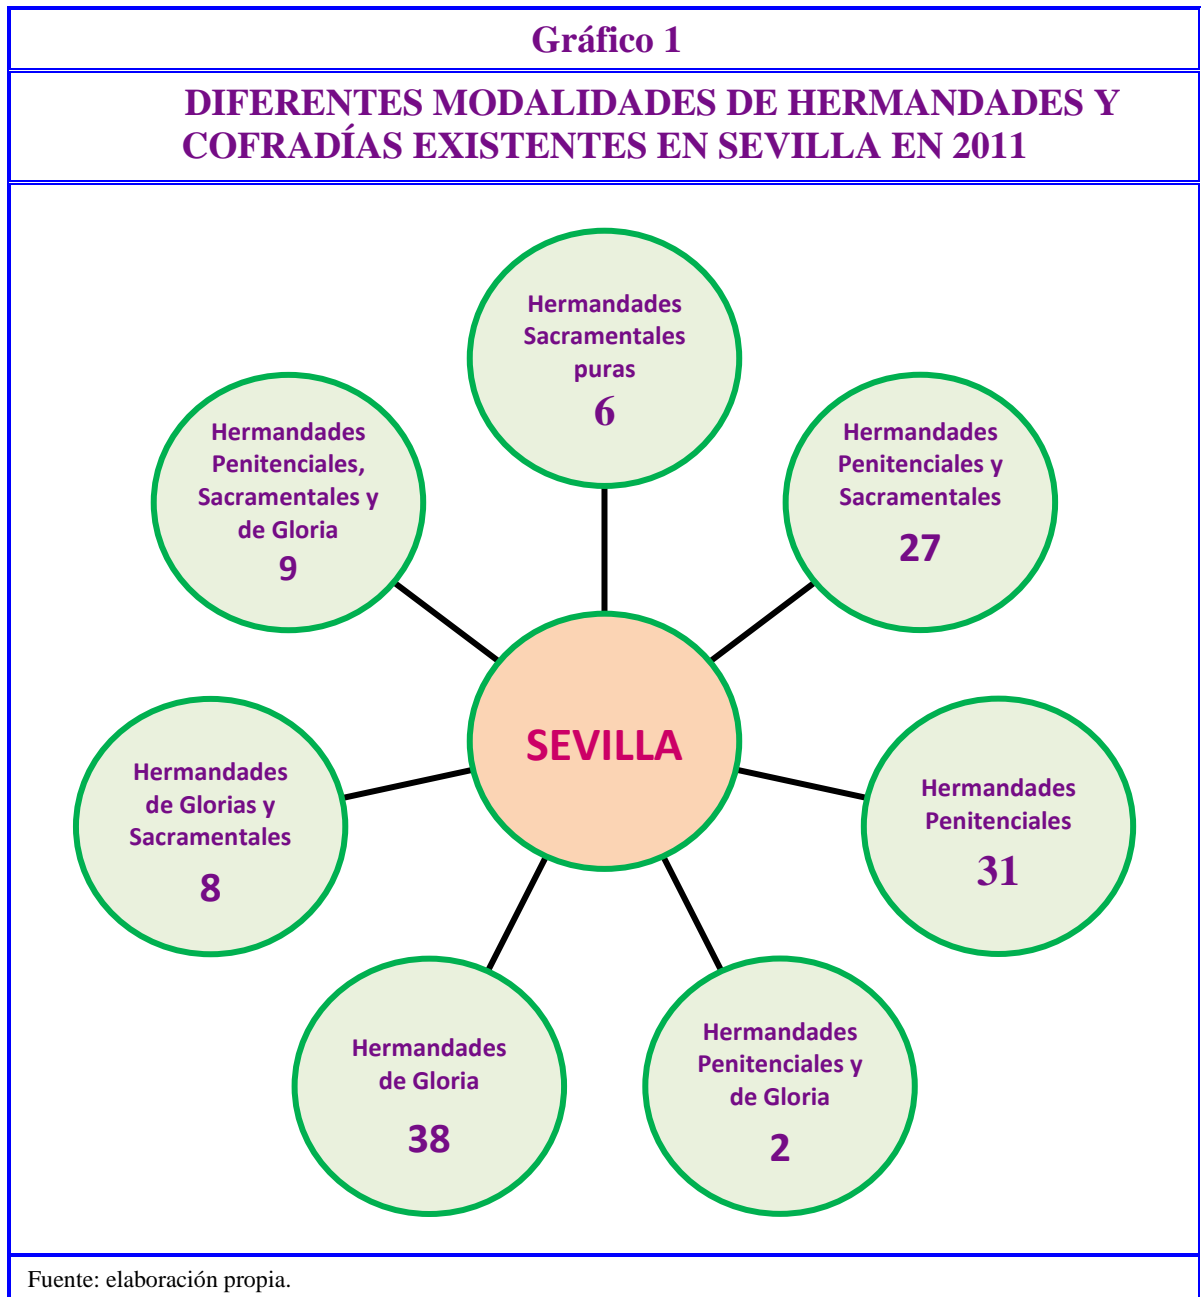 Gráfico 1
DIFERENTES MODALIDADES DE HERMANDADES Y
COFRADÍAS EXISTENTES EN SEVILLA EN 2011
Hermandades
Sacramentales
puras
6
Hermandades
Penitenciales y
Sacramentales
27
Hermandades
Penitenciales
31
Hermandades
Penitenciales y
de Gloria
2
Hermandades
de Gloria
38
Hermandades
de Glorias y
Sacramentales
8
Hermandades
Penitenciales,
Sacramentales y
de Gloria
9
SEVILLA
Fuente: elaboración propia.